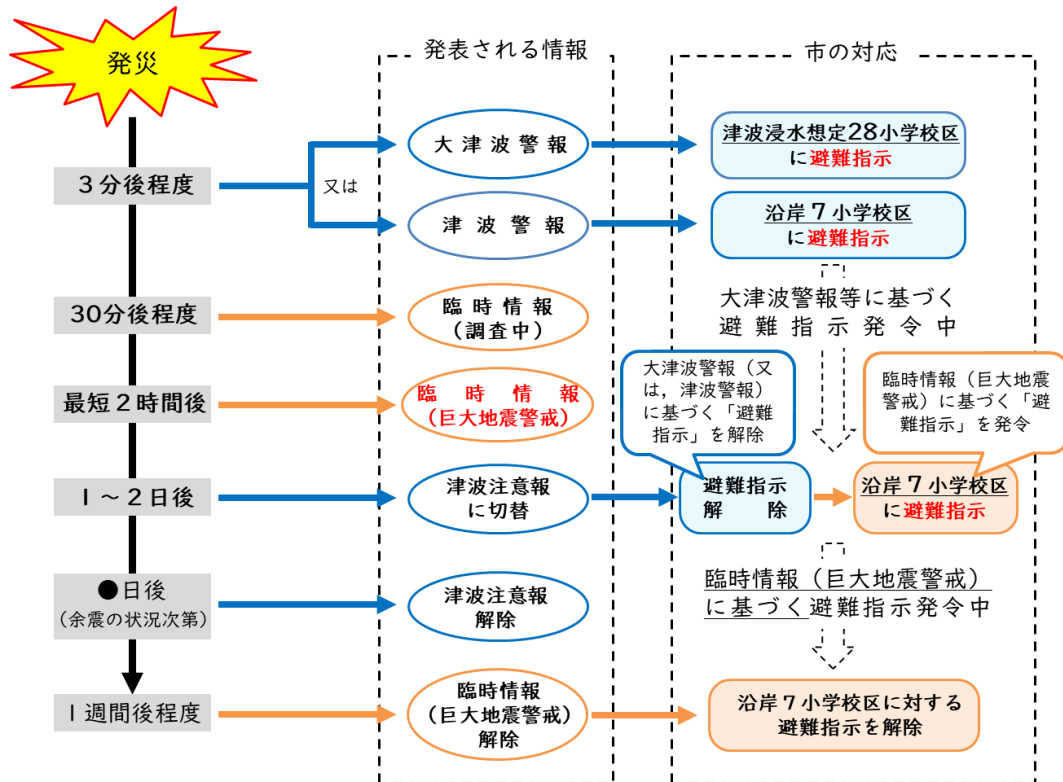 発災
発表される情報
市の対応
3分後程度
又は
大津波警報
津波浸水想定28小学校区
に避難指示
津波警報
沿岸7小学校区
に避難指示
30分後程度
臨時情報
(調査中)
大津波警報等に基づく
避難指示発令中
最短2時間後
臨時情報
(巨大地震警戒)
大津波警報（又
は，津波警報）
に基づく「避難
指示」を解除
臨時情報（巨大地震
警戒）に基づく「避
難指示」を発令
1～2日後
津波注意報
に切替
避難指示
解除
沿岸7小学校区
に避難指示
●日後
(余震の状況次第)
津波注意報
解除
臨時情報（巨大地震警戒）
に基づく避難指示発令中
1週間後程度
臨時情報
(巨大地震警戒)
解除
沿岸7小学校区に対する
避難指示を解除